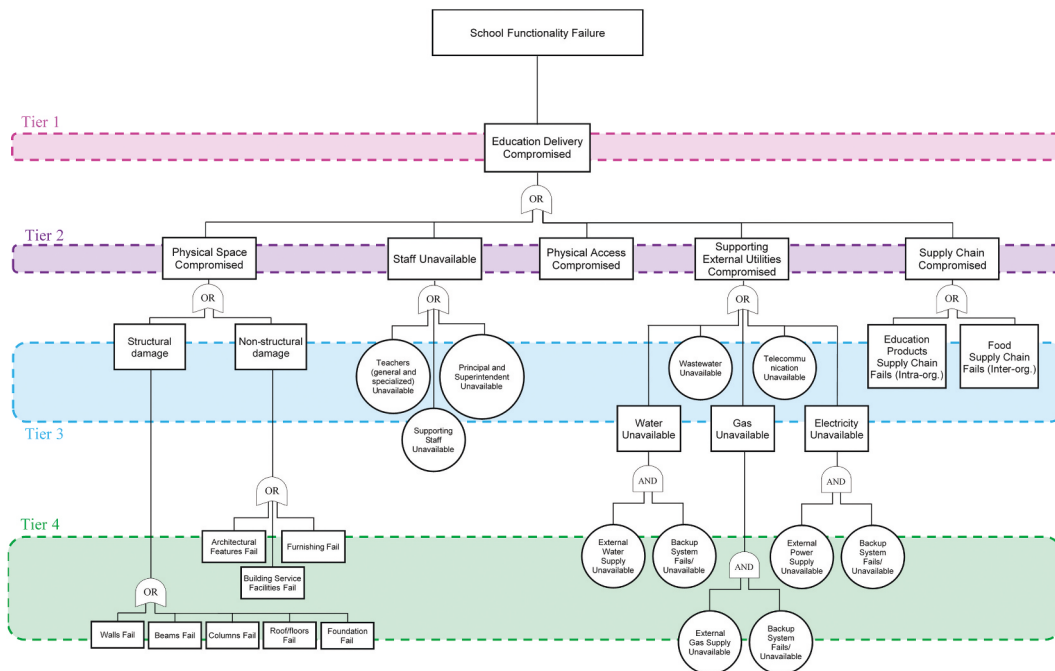 School Functionality Failure
Tier 1
Education Delivery
Compromised
OR
Tier 2
Physical Space
Compromised
Staff Unavailable
Physical Access
Compromised
Supporting
External Utilities
Compromised
Supply Chain
Compromised
OR
OR
OR
OR
Structural
damage
Non-structural
damage
Teachers
(general and
specialized)
Unavailable
Principal and
Superintendent
Unavailable
Supporting
Staff
Unavailable
Wastewater
Unavailable
Telecommu
nication
Unavailable
Education
Products
Supply Chain
Fails (Intra-org.)
Food
Supply Chain
Fails (Inter-org.)
Tier 3
Water
Unavailable
Gas
Unavailable
Electricity
Unavailable
OR
AND
AND
Tier 4
Architectural
Features Fail
Furnishing Fail
Building Service
Facilities Fail
External
Water
Supply
Unavailable
Backup
System
Fails/
Unavailable
AND
External
Power
Supply
Unavailable
Backup
System
Fails/
Unavailable
OR
Walls Fail
Beams Fail
Columns Fail
Roof/floors
Fail
Foundation
Fail
External
Gas Supply
Unavailable
Backup
System
Fails/
Unavailable